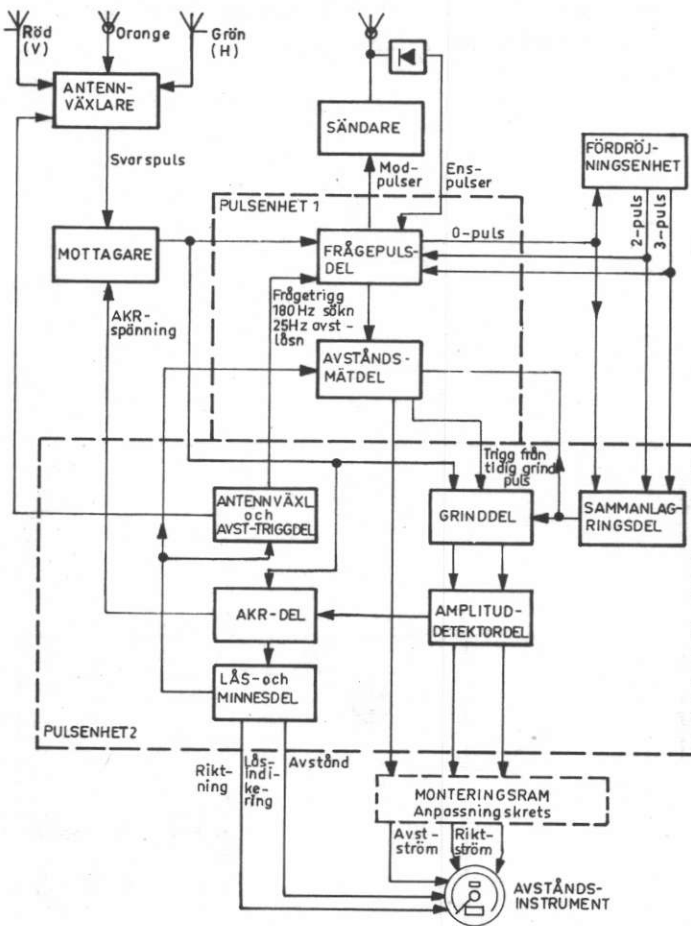 Röd
(V)
Orange
Grön
(H)
ANTENN-
VÄXLARE
SÄNDARE
FÖRDRÖJ-
NINGSENHET
Svarspuls
Mod-
pulser
Ens-
pulser
PULSENHET 1
0-puls
2-puls
3-puls
MOTTAGARE
FRÅGEPULS-
DEL
AKR-
spänning
Frågetrigg
180Hz sökn
25Hz avst-
låsn
AVSTÅNDS-
MÄTDEL
Trigg från
tidig grind
puls
ANTENNVÄXL
och
AVST-TRIGGDEL
GRINDDEL
SAMMANLAG-
RINGSDEL
AKR-DEL
AMPLITUD-
DETEKTORDEL
LÅS-och
MINNESDEL
PULSENHET2
Rikt-
ning
Lås-
indi-
ke-
ring
Avstånd
MONTERINGSRAM
Anpassningskrets
Avst-
ström
Rikt-
ström
AVSTÅNDS-
INSTRUMENT